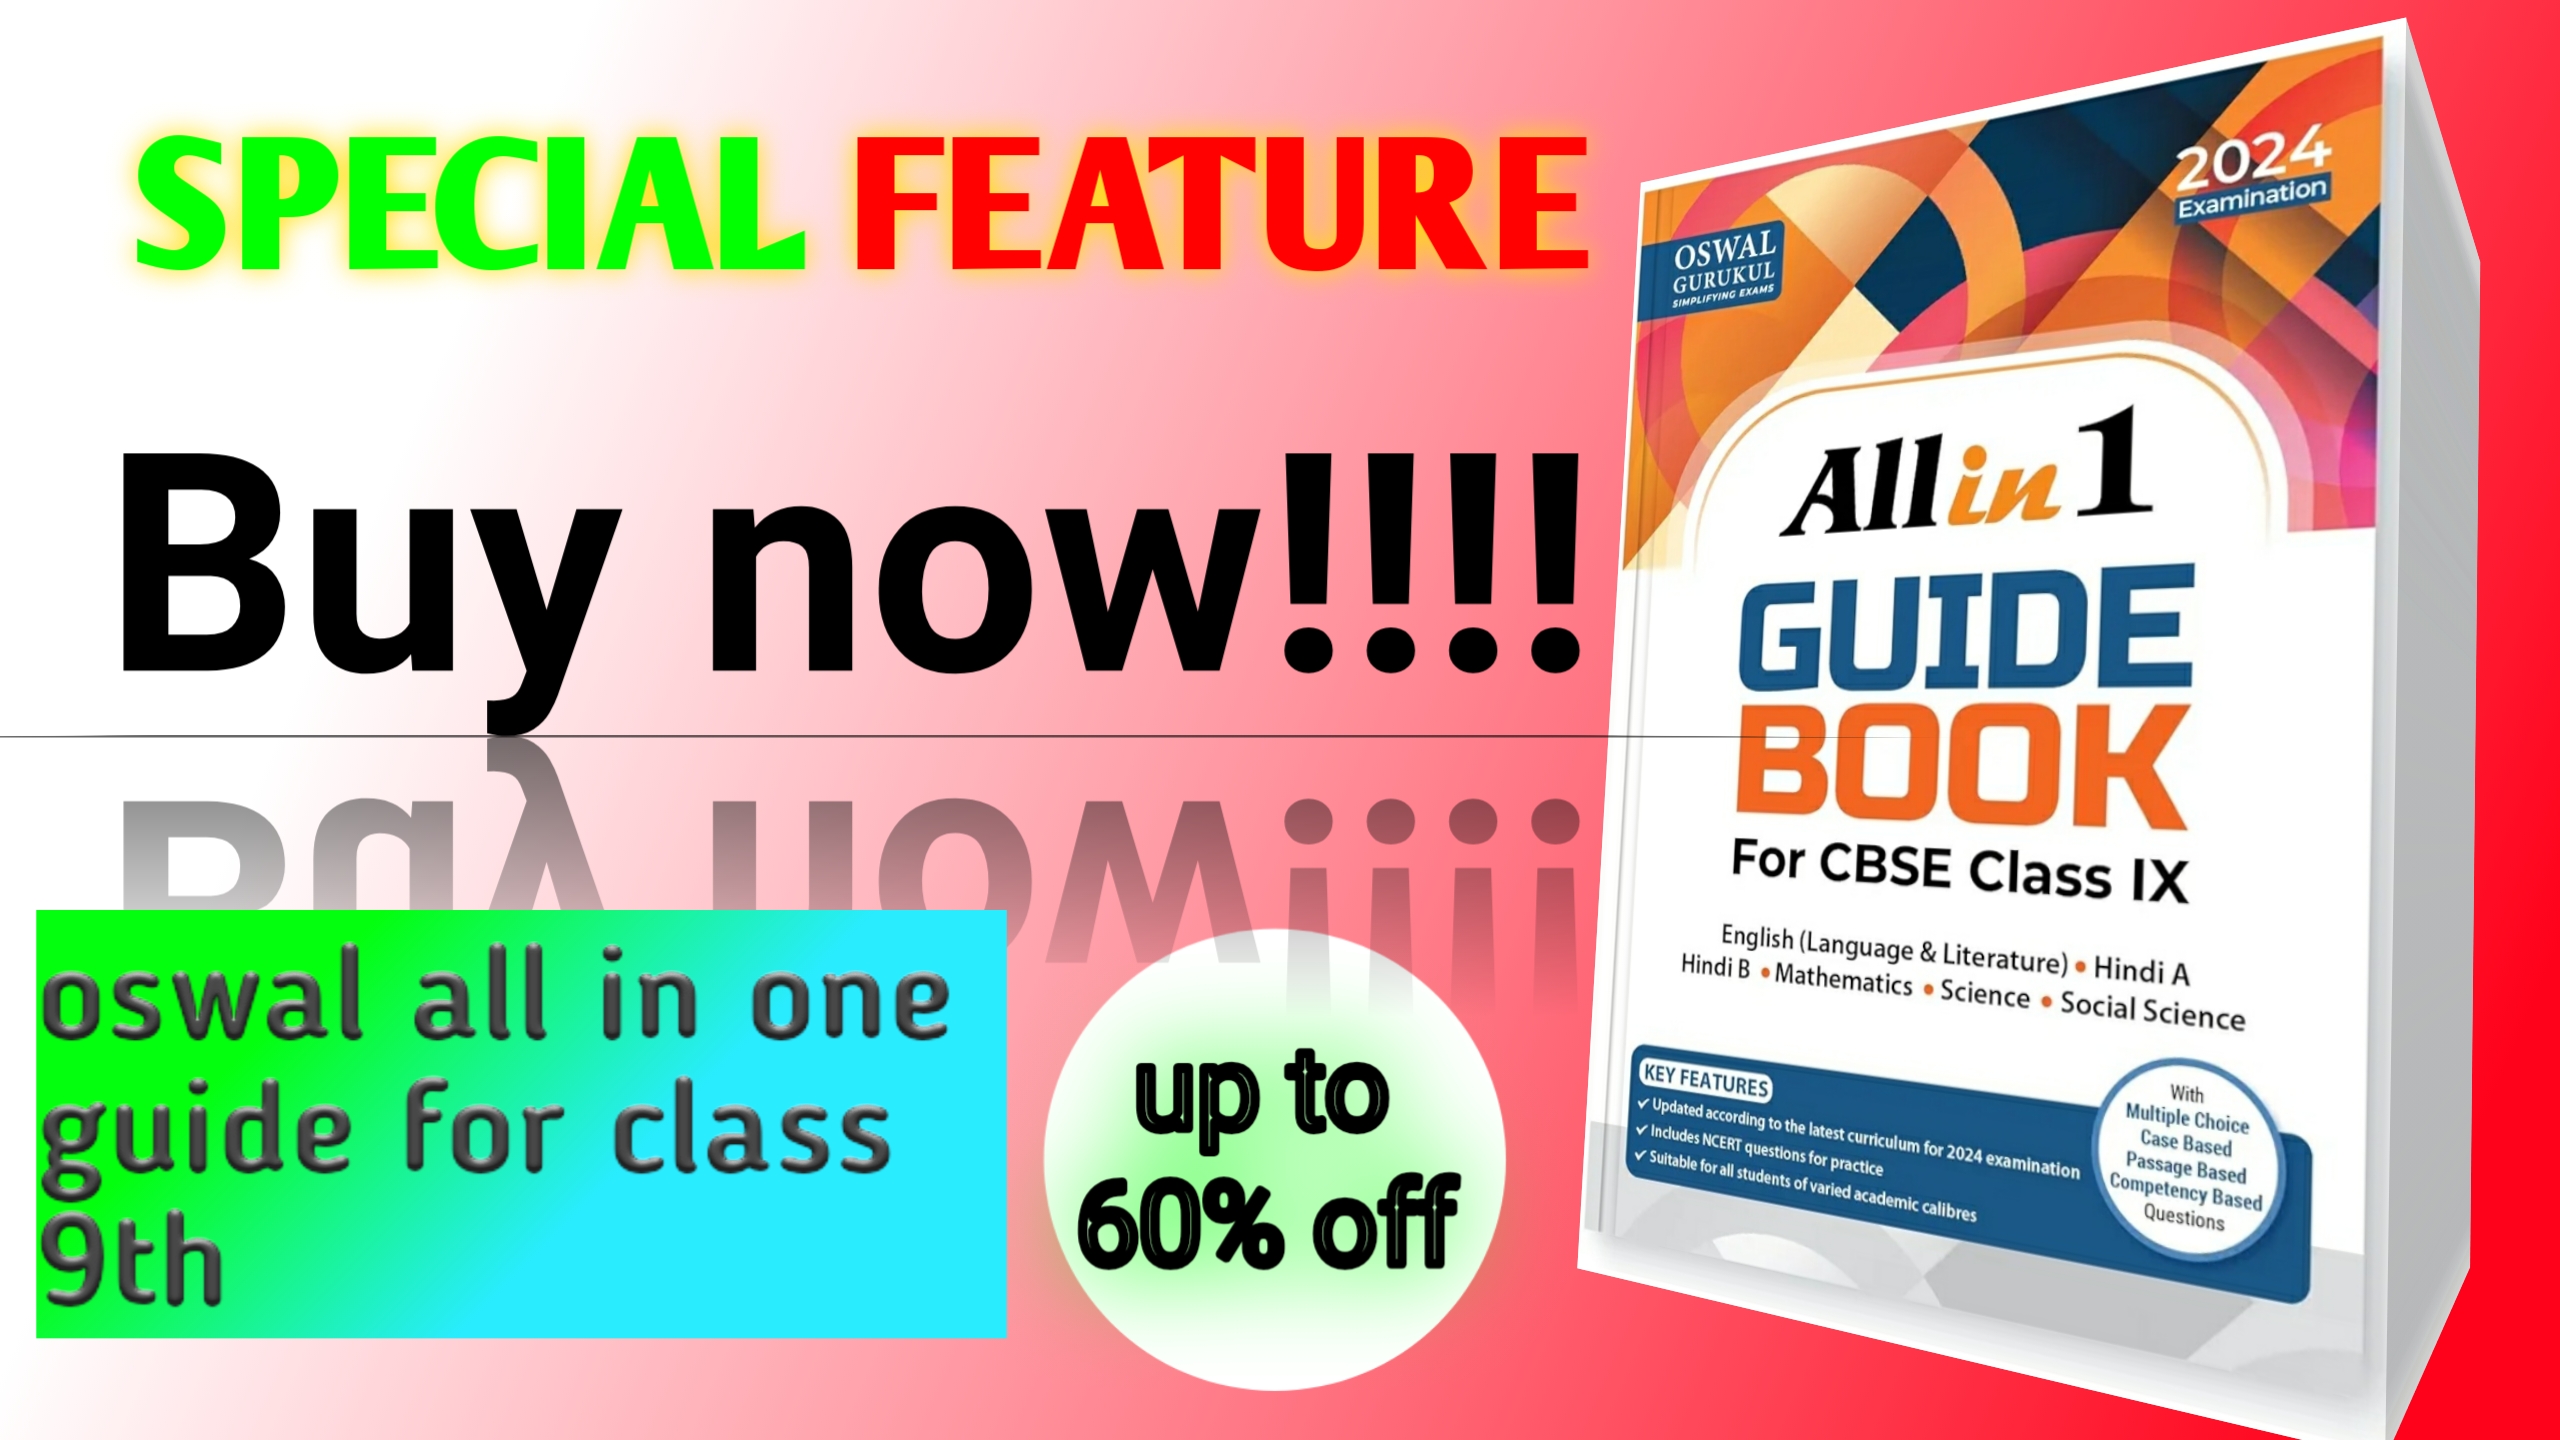 SPECIAL FEATURE
Buy now!!!!
oswal all in one
guide for class
9th
up to
60% off
2024
Examination
OSWAL
GURUKUL
SIMPLIFYING EXAMS
All in 1
GUIDE
BOOK
For CBSE Class IX
English (Language & Literature) • Hindi A
Hindi B • Mathematics • Science • Social Science
KEY FEATURES
✓ Updated according to the latest curriculum for 2024 examination
✓ Includes NCERT questions for practice
✓ Suitable for all students of varied academic calibres
With
Multiple Choice
Case Based
Passage Based
Competency Based
Questions